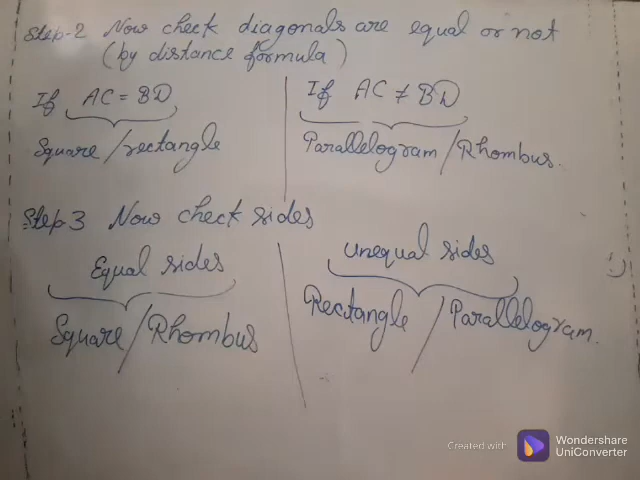 Step-2 Now check diagonals are equal or not
(by distance formula)
If AC = BD
Square/rectangle
If AC ≠ BD
Parallelogram/Rhombus.
Step-3 Now check sides
Equal sides
Square/Rhombus
Unequal sides
Rectangle/Parallelogram.
Created with
Wondershare
UniConverter